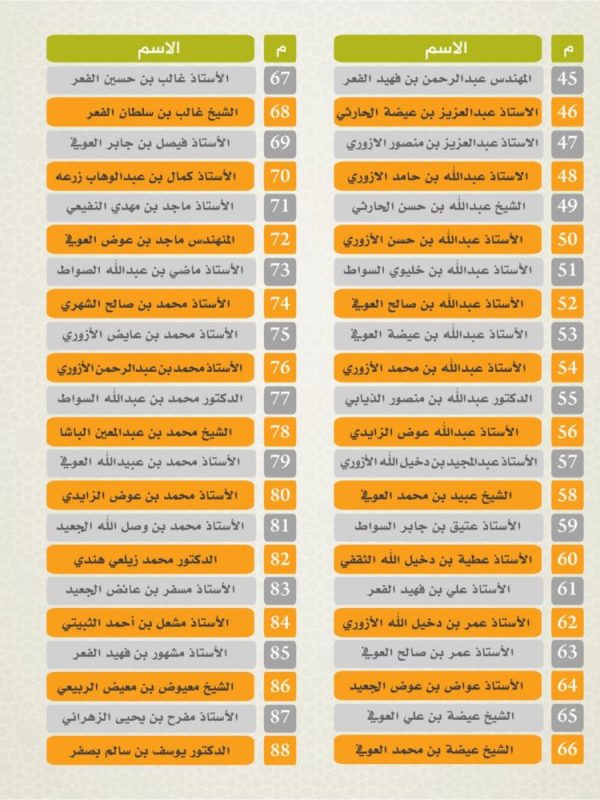 م الاسم
45 المهندس عبدالرحمن بن فهيد الفعر
46 الاستاذ عبدالعزيز بن عيضة الحارثي
47 الاستاذ عبدالعزيز بن منصور الازوري
48 الاستاذ عبدالله بن حامد الازوري
49 الشيخ عبدالله بن حسن الحارثي
50 الأستاذ عبدالله بن حسن الأزوري
51 الأستاذ عبدالله بن خليوي السواط
52 الأستاذ عبدالله بن صالح العوفي
53 الأستاذ عبدالله بن عيضة العوفي
54 الأستاذ عبدالله بن محمد الأزوري
55 الدكتور عبدالله بن منصور الذيابي
56 الأستاذ عبدالله عوض الزايدي
57 الأستاذ عبدالمجيد بن دخيل الله الأزوري
58 الشيخ عبيد بن محمد العوفي
59 الأستاذ عتيق بن جابر السواط
60 الأستاذ عطية بن دخيل الله الثقفي
61 الأستاذ علي بن فهيد الفعر
62 الأستاذ عمر بن دخيل الله الأزوري
63 الأستاذ عمر بن صالح العوفي
64 الأستاذ عواض بن عوض الجعيد
65 الشيخ عيضة بن علي العوفي
66 الشيخ عيضة بن محمد العوفي
م الاسم
67 الأستاذ غالب بن حسين الفعر
68 الشيخ غالب بن سلطان الفعر
69 الأستاذ فيصل بن جابر العوفي
70 الأستاذ كمال بن عبدالوهاب زرعه
71 الأستاذ ماجد بن مهدي النفيعي
72 المنهندس ماجد بن عوض العوفي
73 الأستاذ ماضي بن عبدالله الصواط
74 الأستاذ محمد بن صالح الشهري
75 الأستاذ محمد بن عايض الأزوري
76 الأستاذ محمد بن عبدالرحمن الأزوري
77 الدكتور محمد بن عبدالله السواط
78 الشيخ محمد بن عبدالمعين الباشا
79 الأستاذ محمد بن عبيدالله العوفي
80 الأستاذ محمد بن عوض الزايدي
81 الأستاذ محمد بن وصل الله الجعيد
82 الدكتور محمد زيلعي هندي
83 الأستاذ مسفر بن عائض الجعيد
84 الأستاذ مشعل بن أحمد الثبيتي
85 الأستاذ مشهور بن فهيد الفعر
86 الشيخ معيوض بن معيض الربيعي
87 الأستاذ مفرح بن يحيى الزهراني
88 الدكتور يوسف بن سالم بصفر